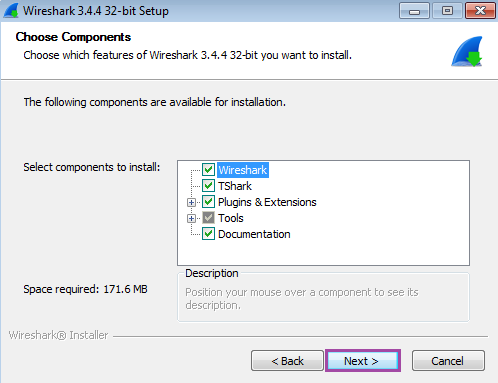 Wireshark 3.4.4 32-bit Setup
Choose Components
Choose which features of Wireshark 3.4.4 32-bit you want to install.
The following components are available for installation.
Select components to install:
Wireshark
TShark
Plugins & Extensions
Tools
Documentation
Space required: 171.6 MB
Description
Position your mouse over a component to see its
description.
Wireshark® Installer
< Back
Next >
Cancel